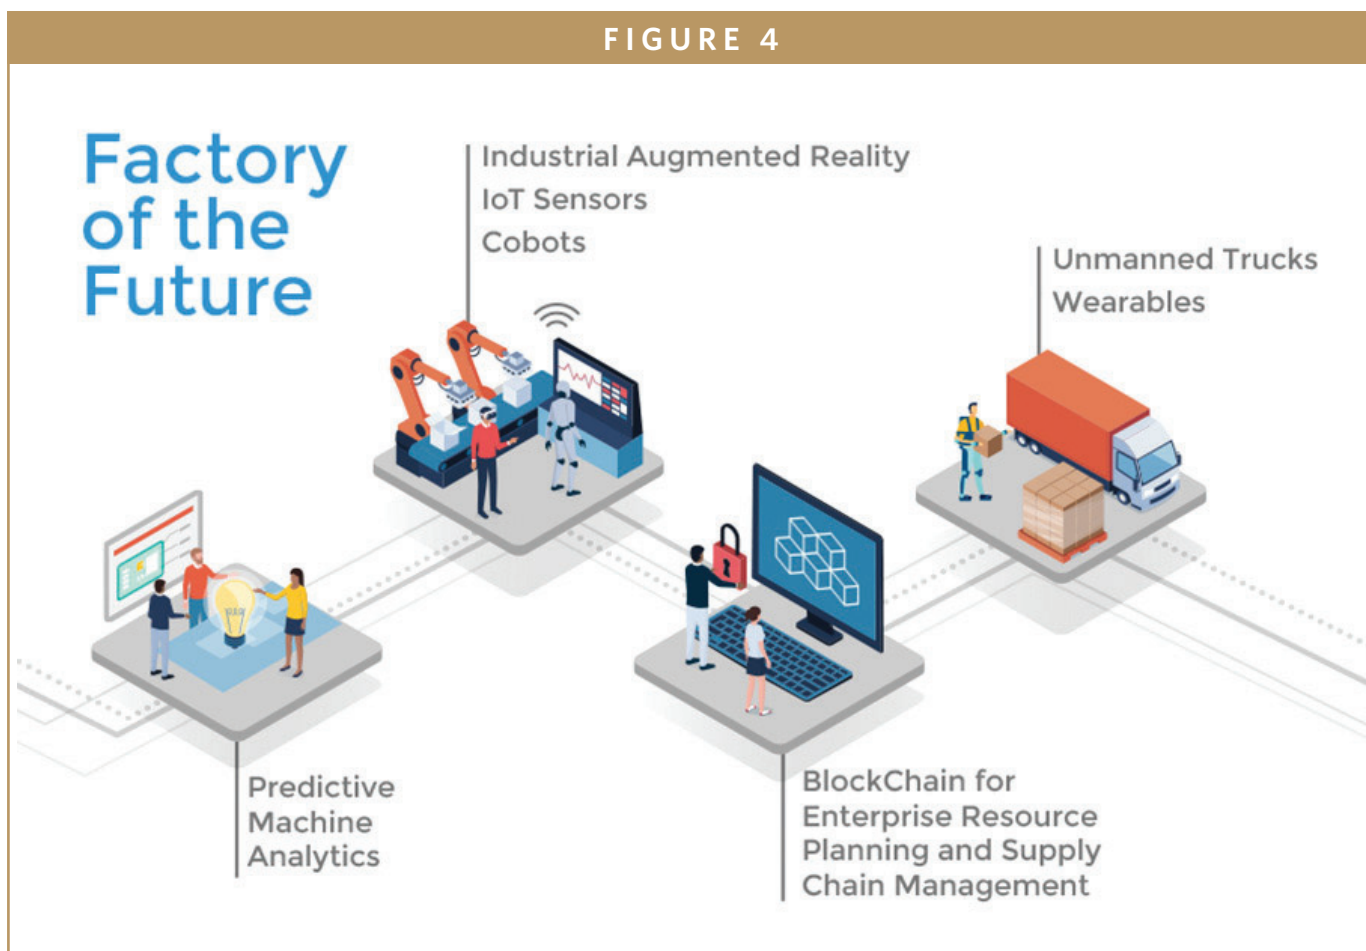 FIGURE 4
Factory
of the
Future
Industrial Augmented Reality
IoT Sensors
Cobots
Unmanned Trucks
Wearables
Predictive
Machine
Analytics
BlockChain for
Enterprise Resource
Planning and Supply
Chain Management